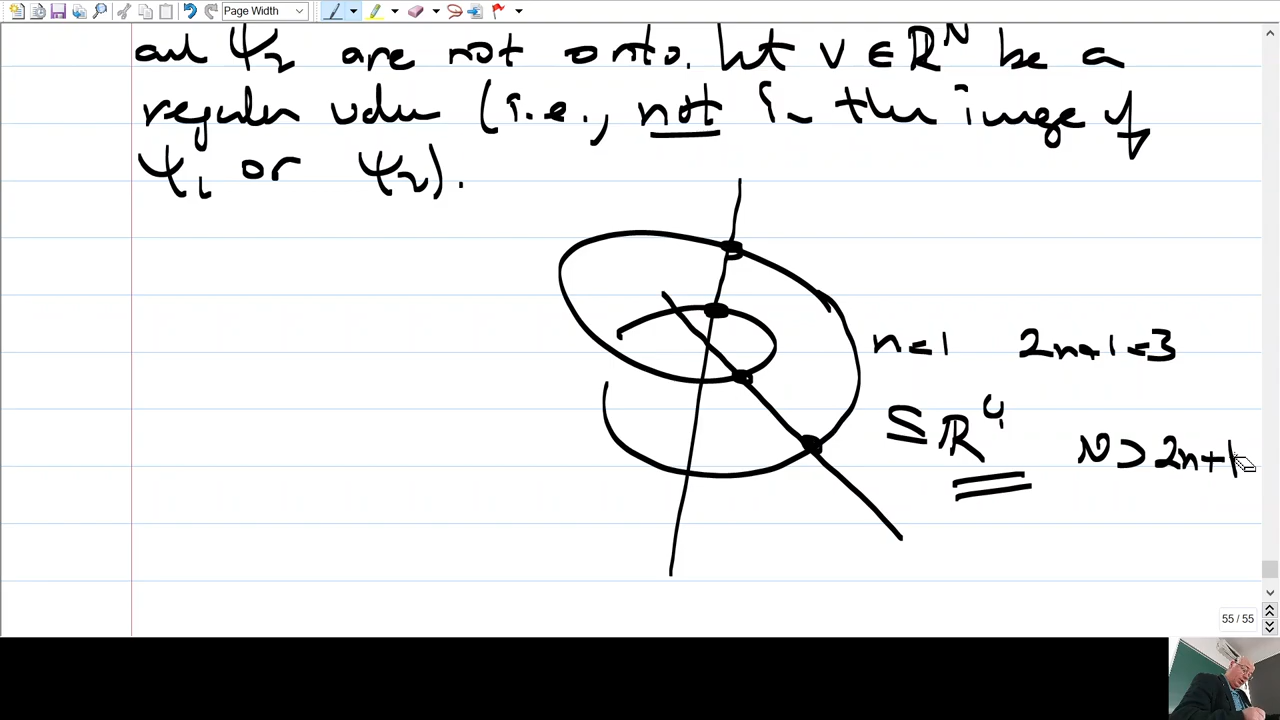 Page Width
and Ψ₂ are not onto. Let v ∈ ℝᴺ be a
regular value (i.e., not in the image of
Ψ₁ or Ψ₂).
n=1 2n+1=3
⊆ ℝ⁴ N>2n+1
55 / 55